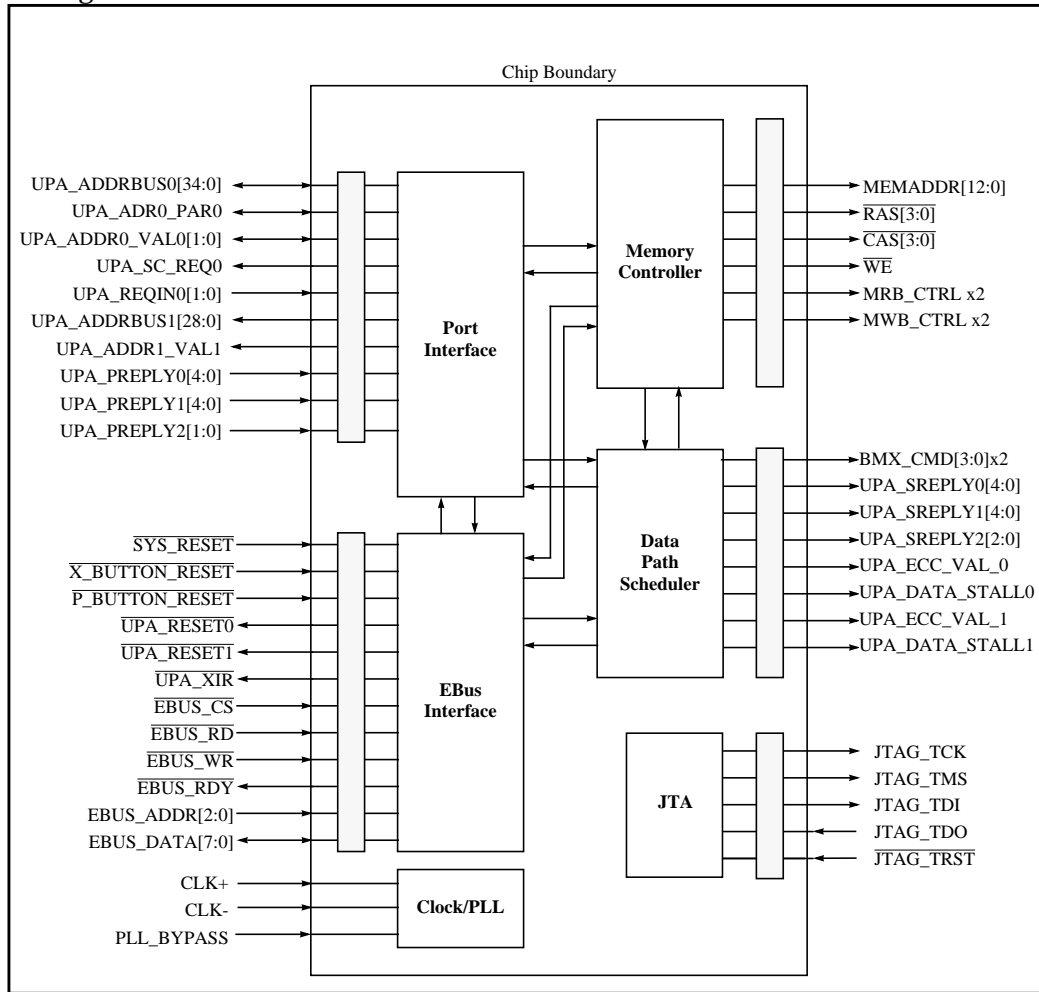 Chip Boundary
UPA_ADDRBUS0[34:0]
UPA_ADR0_PAR0
UPA_ADDR0_VAL0[1:0]
UPA_SC_REQ0
UPA_REQIN0[1:0]
UPA_ADDRBUS1[28:0]
UPA_ADDR1_VAL1
UPA_PREPLY0[4:0]
UPA_PREPLY1[4:0]
UPA_PREPLY2[1:0]
Port
Interface
Memory
Controller
MEMADDR[12:0]
RAS[3:0]
CAS[3:0]
WE
MRB_CTRL x2
MWB_CTRL x2
SYS_RESET
X_BUTTON_RESET
P_BUTTON_RESET
UPA_RESET0
UPA_RESET1
UPA_XIR
EBUS_CS
EBUS_RD
EBUS_WR
EBUS_RDY
EBUS_ADDR[2:0]
EBUS_DATA[7:0]
EBus
Interface
Data
Path
Scheduler
BMX_CMD[3:0]x2
UPA_SREPLY0[4:0]
UPA_SREPLY1[4:0]
UPA_SREPLY2[2:0]
UPA_ECC_VAL_0
UPA_DATA_STALL0
UPA_ECC_VAL_1
UPA_DATA_STALL1
JTA
JTAG_TCK
JTAG_TMS
JTAG_TDI
JTAG_TDO
JTAG_TRST
CLK+
CLK-
PLL_BYPASS
Clock/PLL